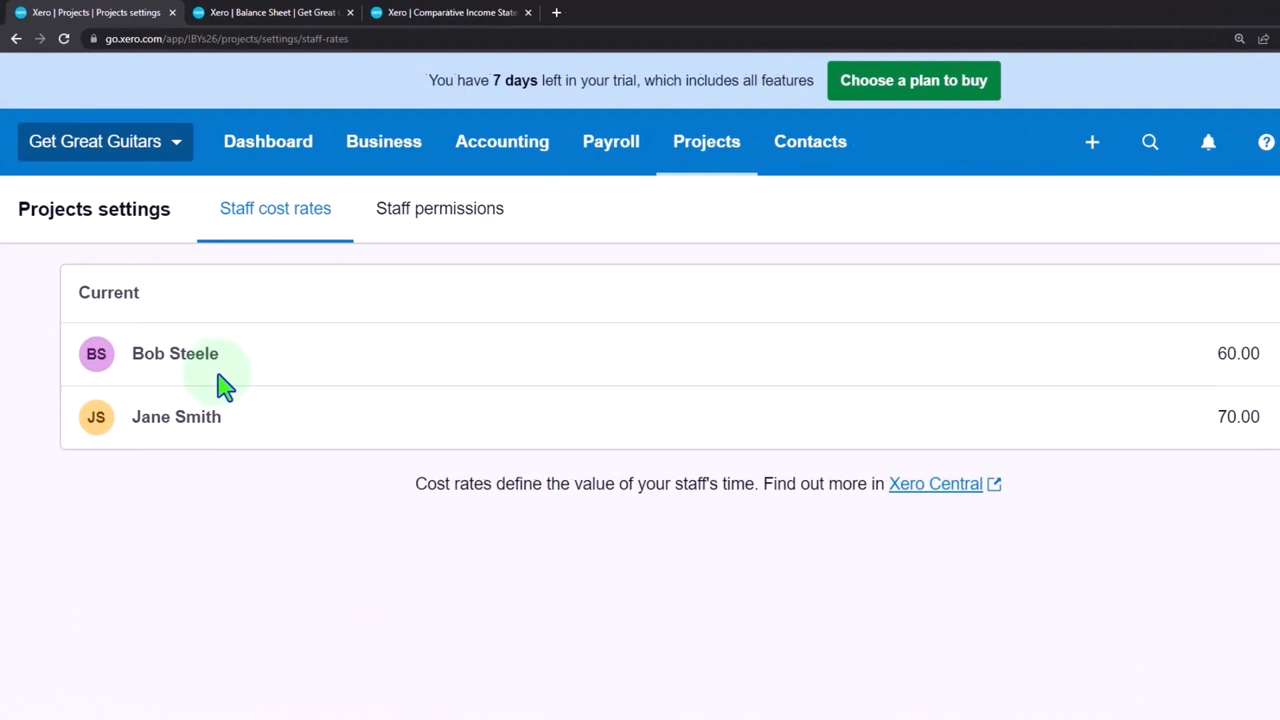 Xero | Projects | Projects settings
Xero | Balance Sheet | Get Great
Xero | Comparative Income State
go.xero.com/app/!BYs26/projects/settings/staff-rates
You have 7 days left in your trial, which includes all features
Choose a plan to buy
Get Great Guitars
Dashboard
Business
Accounting
Payroll
Projects
Contacts
Projects settings
Staff cost rates
Staff permissions
Current
BS Bob Steele 60.00
JS Jane Smith 70.00
Cost rates define the value of your staff's time. Find out more in Xero Central